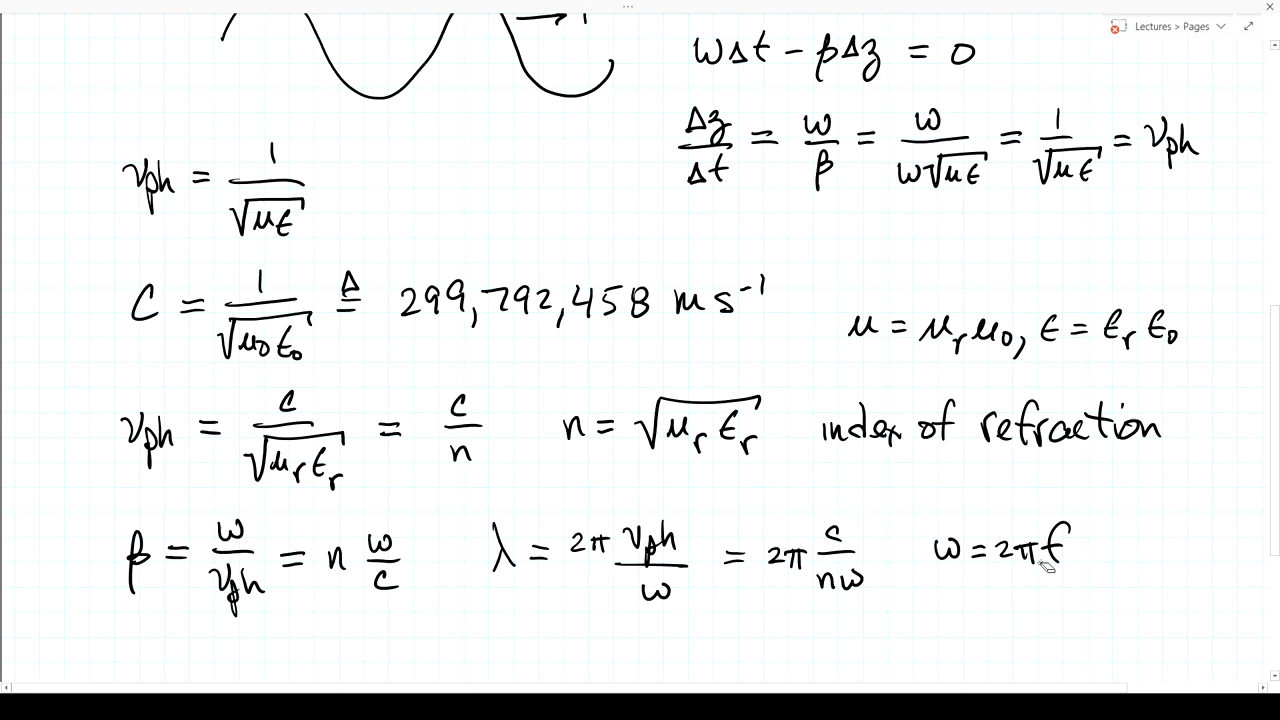 Lectures > Pages
ωΔt − βΔz = 0
Δz/Δt = ω/β = ω/(ω√(με)) = 1/√(με) = v_ph
v_ph = 1/√(με)
C = 1/√(μ₀ε₀) ≜ 299,792,458 m s⁻¹
μ = μ_r μ₀, ε = ε_r ε₀
v_ph = c/√(μ_r ε_r) = c/n
n = √(μ_r ε_r) index of refraction
β = ω/v_ph = n ω/c
λ = 2π v_ph/ω = 2π c/(nω)
ω = 2πf